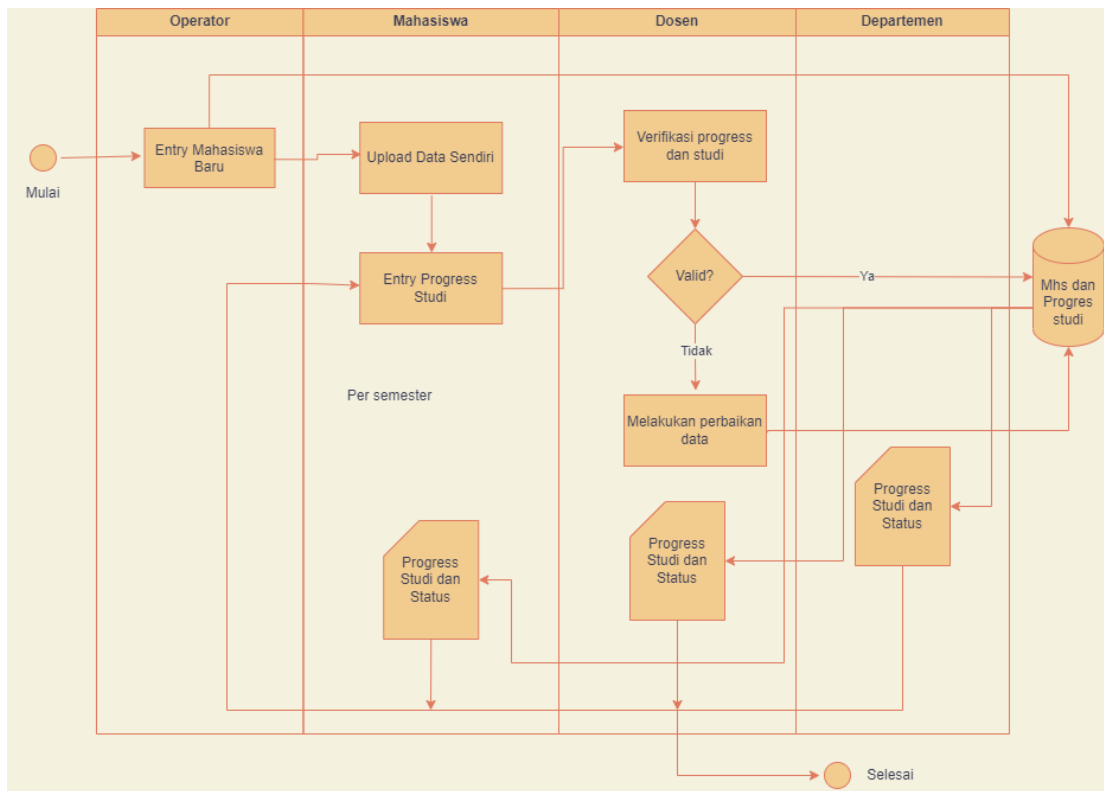 Operator
Mahasiswa
Dosen
Departemen
Mulai
Entry Mahasiswa
Baru
Upload Data Sendiri
Verifikasi progress
dan studi
Entry Progress
Studi
Valid?
Ya
Mhs dan
Progres
studi
Tidak
Per semester
Melakukan perbaikan
data
Progress
Studi dan
Status
Progress
Studi dan
Status
Progress
Studi dan
Status
Selesai